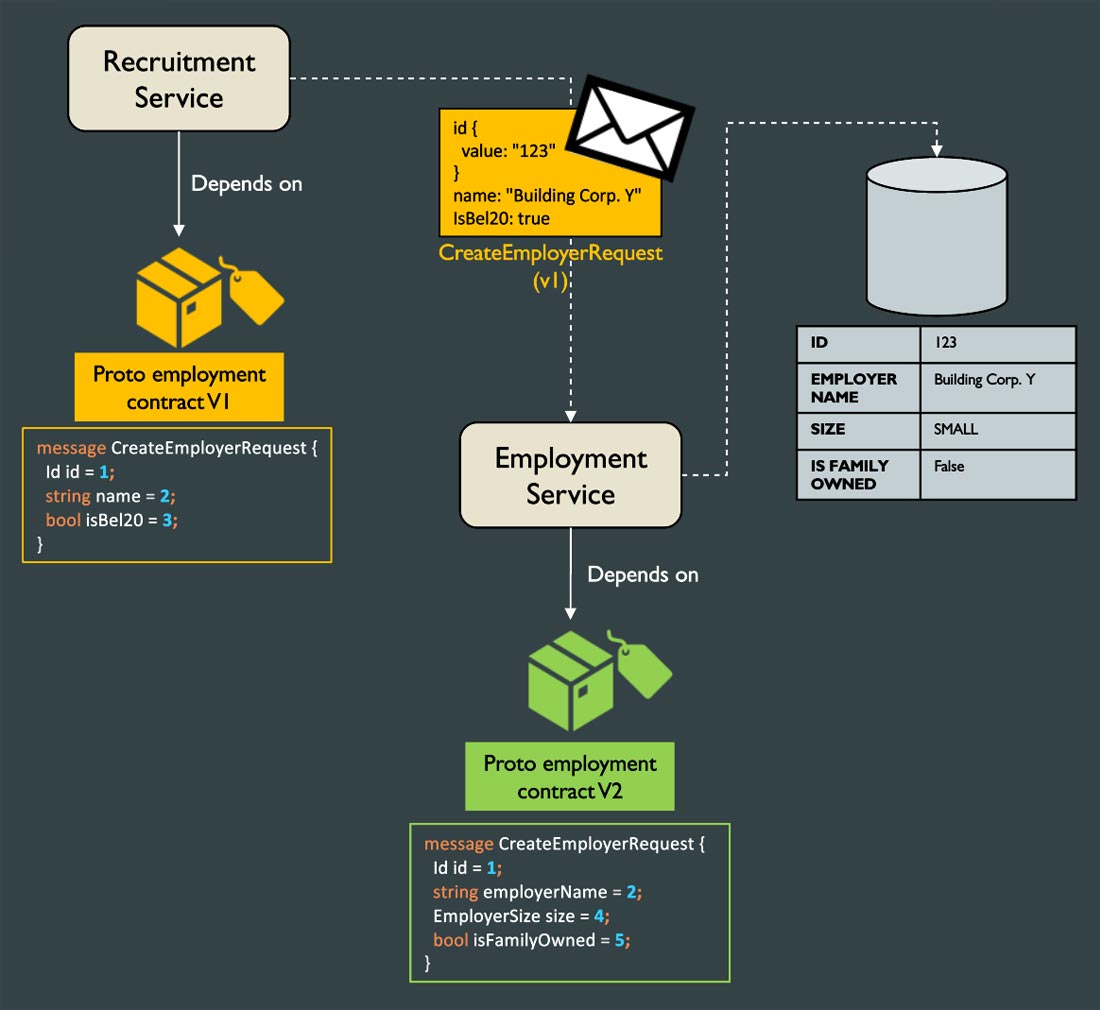 Recruitment
Service
Depends on
Proto employment
contract V1
message CreateEmployerRequest {
Id id = 1;
string name = 2;
bool isBel20 = 3;
}
id {
value: "123"
}
name: "Building Corp. Y"
IsBel20: true
CreateEmployerRequest
(v1)
Employment
Service
Depends on
Proto employment
contract V2
message CreateEmployerRequest {
Id id = 1;
string employerName = 2;
EmployerSize size = 4;
bool isFamilyOwned = 5;
}
ID 123
EMPLOYER Building Corp. Y
NAME
SIZE SMALL
IS FAMILY False
OWNED